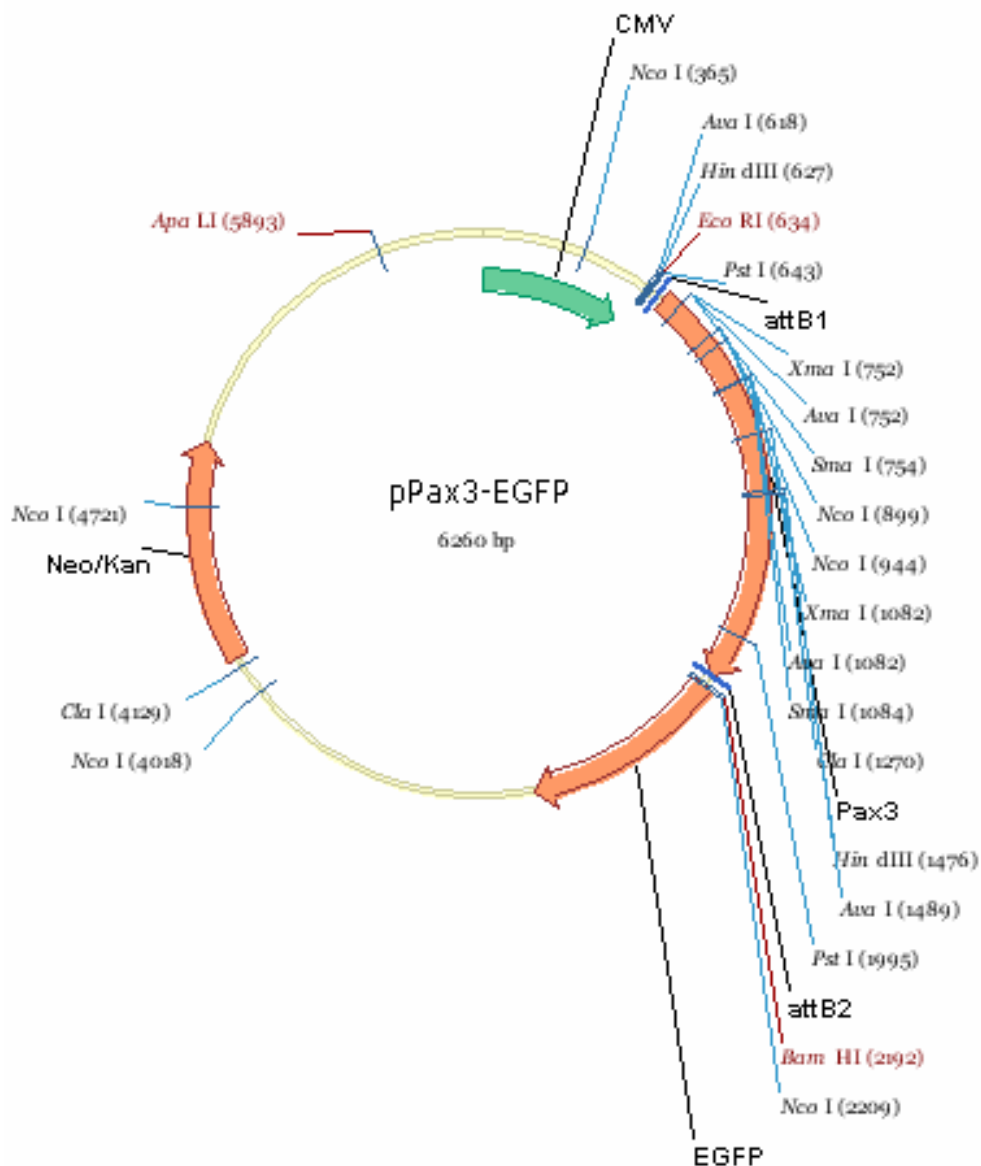 CMV
Nco I (365)
Ava I (618)
Hin dIII (627)
Apa LI (5893)
Eco RI (634)
Pst I (643)
attB1
Xma I (752)
Ava I (752)
Sma I (754)
pPax3-EGFP
Nco I (4721)
Nco I (899)
6260 bp
Neo/Kan
Nco I (944)
Xma I (1082)
Ava I (1082)
Cla I (4129)
Sma I (1084)
Nco I (4018)
Cla I (1270)
Pax3
Hin dIII (1476)
Ava I (1489)
Pst I (1995)
attB2
Bam HI (2192)
Nco I (2209)
EGFP